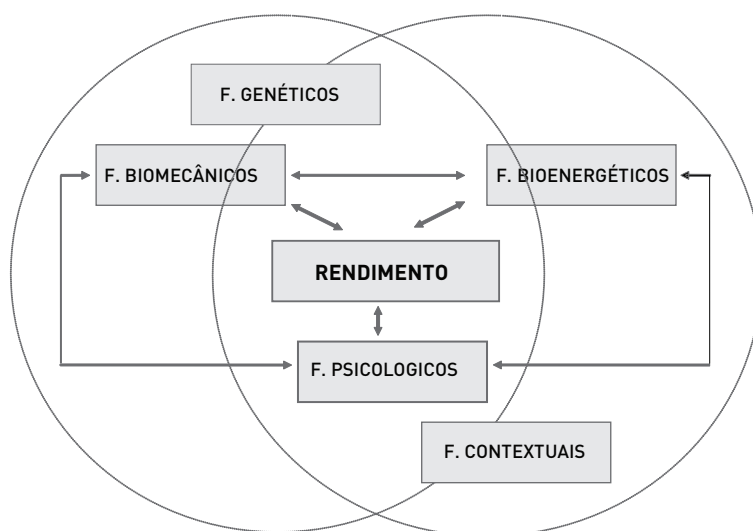 F. GENÉTICOS
F. BIOMECÂNICOS
F. BIOENERGÉTICOS
RENDIMENTO
F. PSICOLOGICOS
F. CONTEXTUAIS